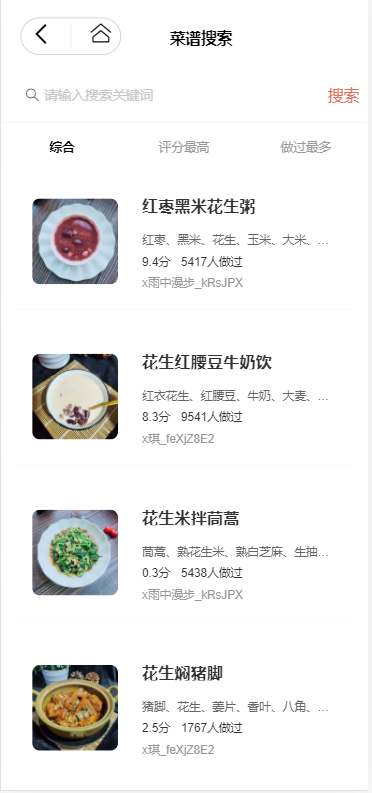 菜谱搜索
请输入搜索关键词
搜索
综合 评分最高 做过最多
红枣黑米花生粥
红枣、黑米、花生、玉米、大米、...
9.4分 5417人做过
x雨中漫步_kRsJPX
花生红腰豆牛奶饮
红衣花生、红腰豆、牛奶、大麦、...
8.3分 9541人做过
x琪_feXjZ8E2
花生米拌茼蒿
茼蒿、熟花生米、熟白芝麻、生抽...
0.3分 5438人做过
x雨中漫步_kRsJPX
花生焖猪脚
猪脚、花生、姜片、香叶、八角、...
2.5分 1767人做过
x琪_feXjZ8E2